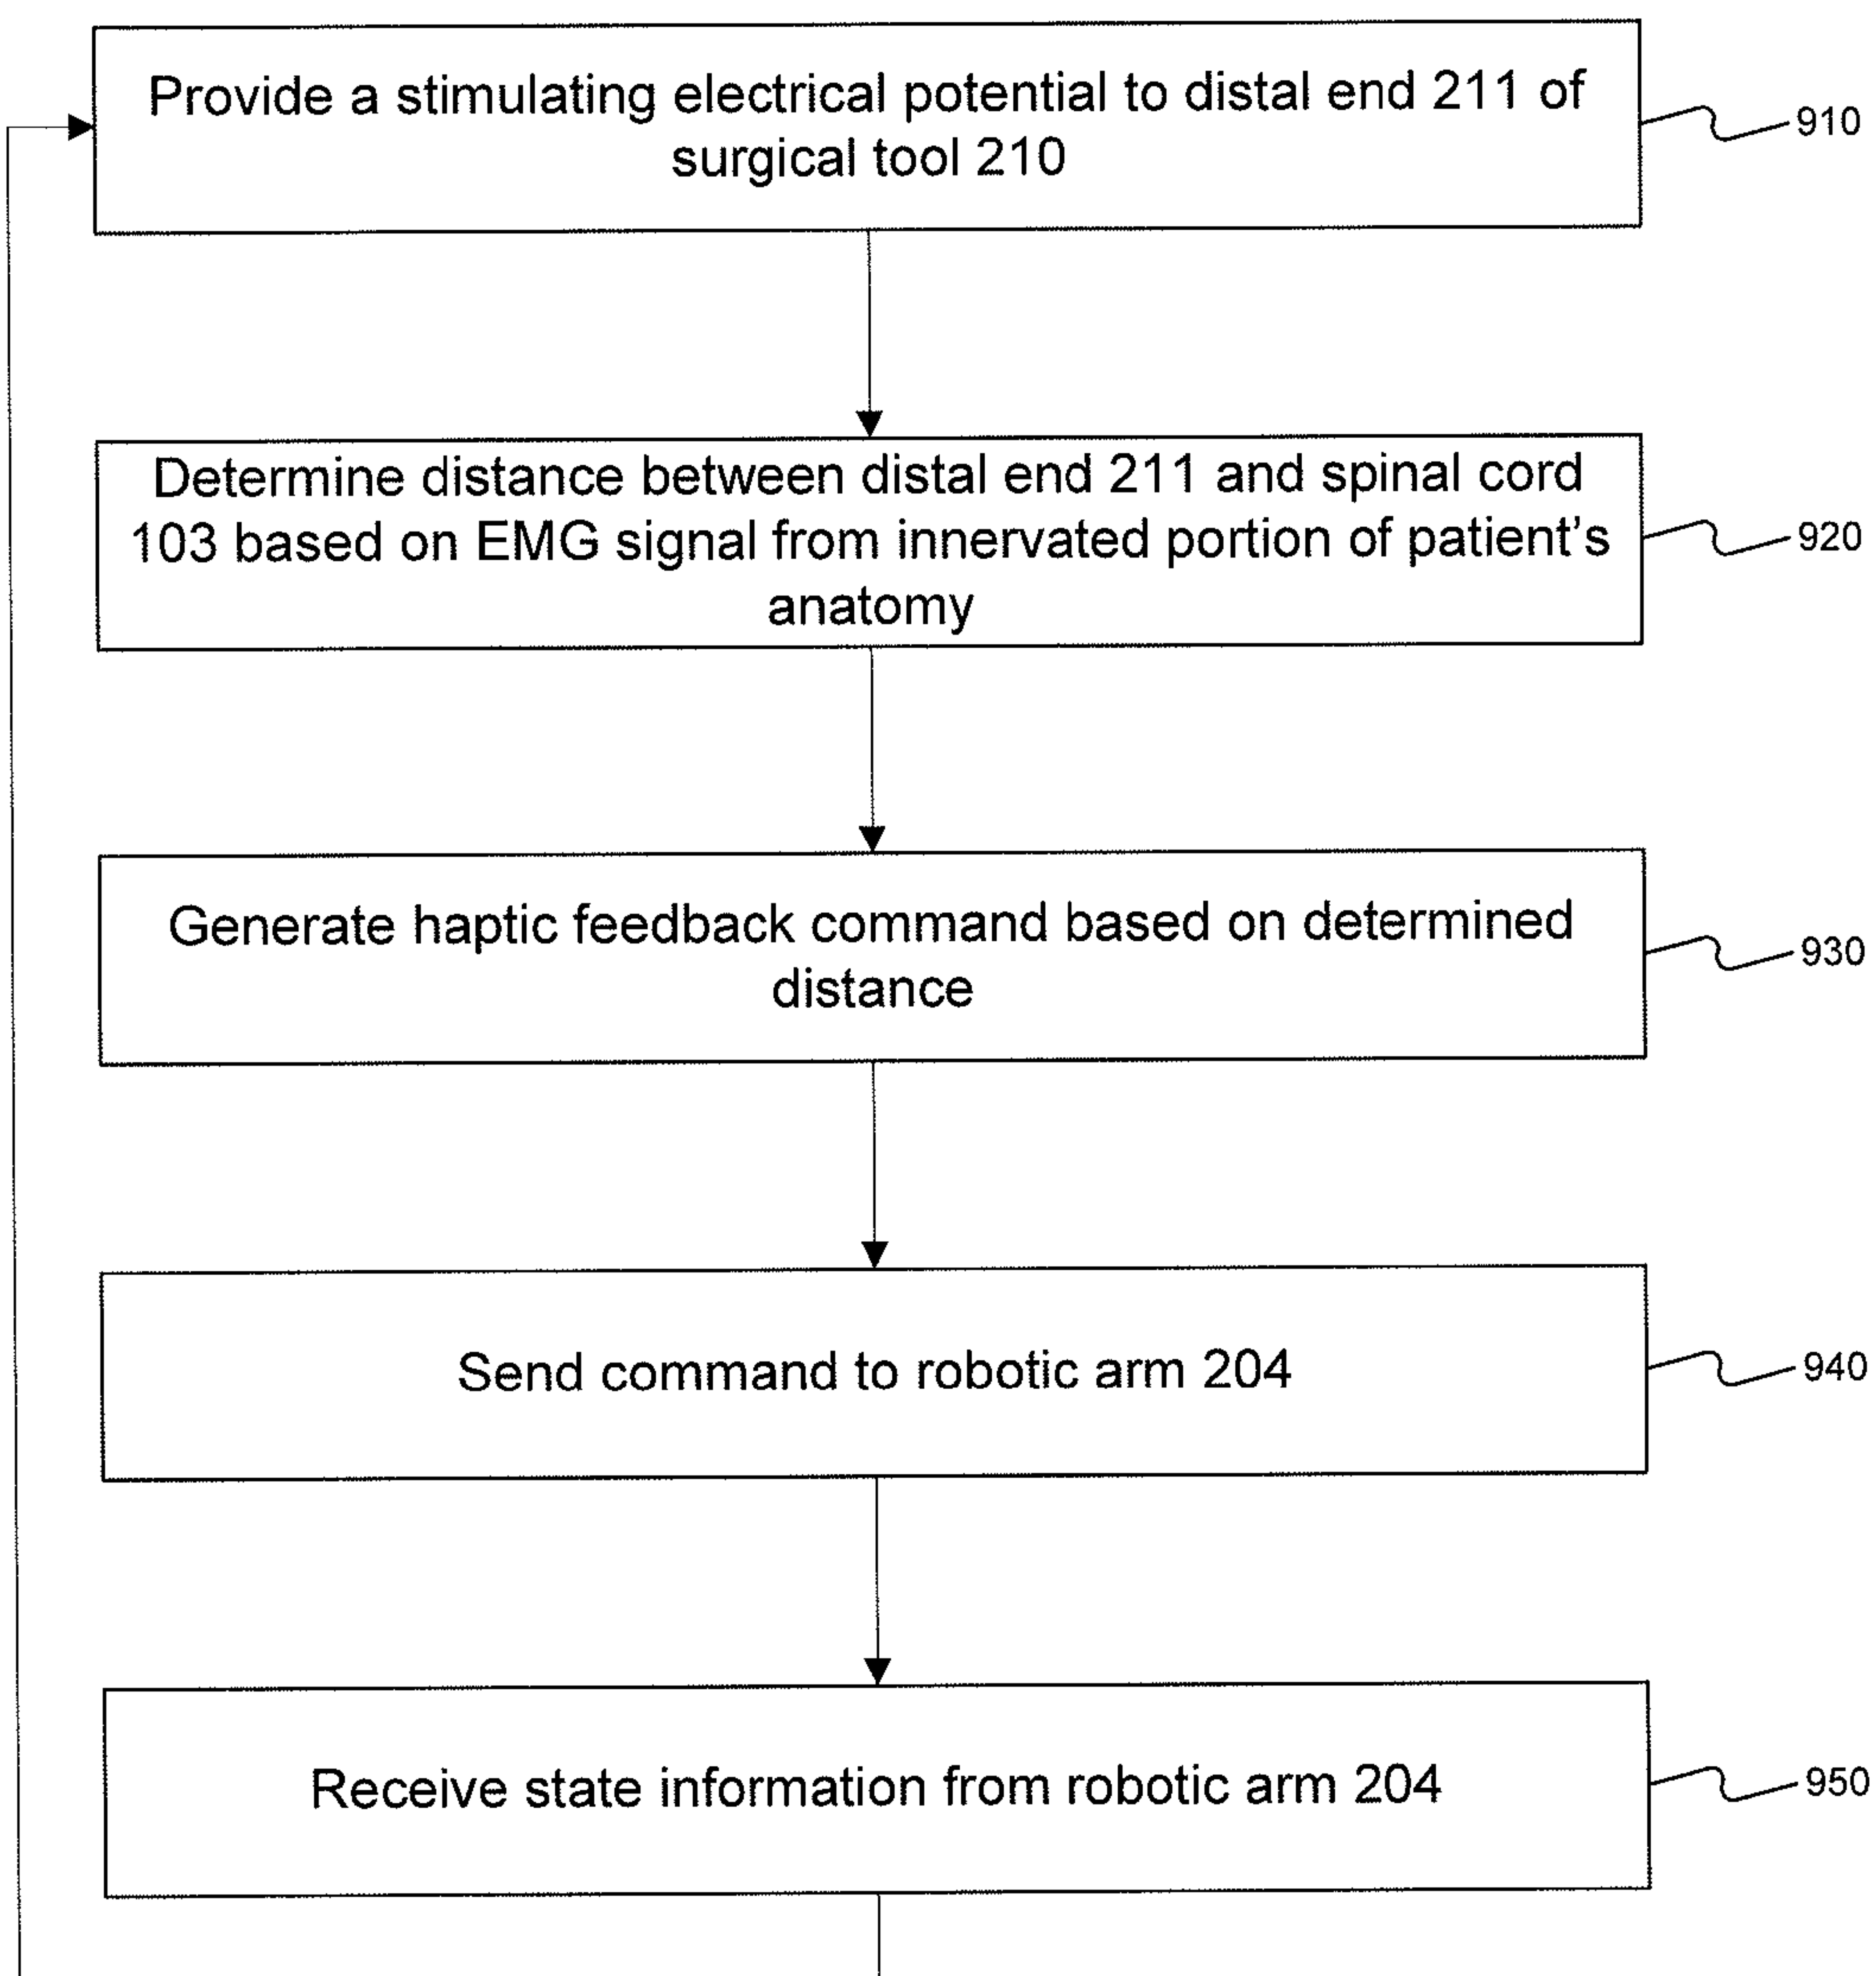 Provide a stimulating electrical potential to distal end 211 of
surgical tool 210
910
Determine distance between distal end 211 and spinal cord
103 based on EMG signal from innervated portion of patient's
anatomy
920
Generate haptic feedback command based on determined
distance
930
Send command to robotic arm 204
940
Receive state information from robotic arm 204
950